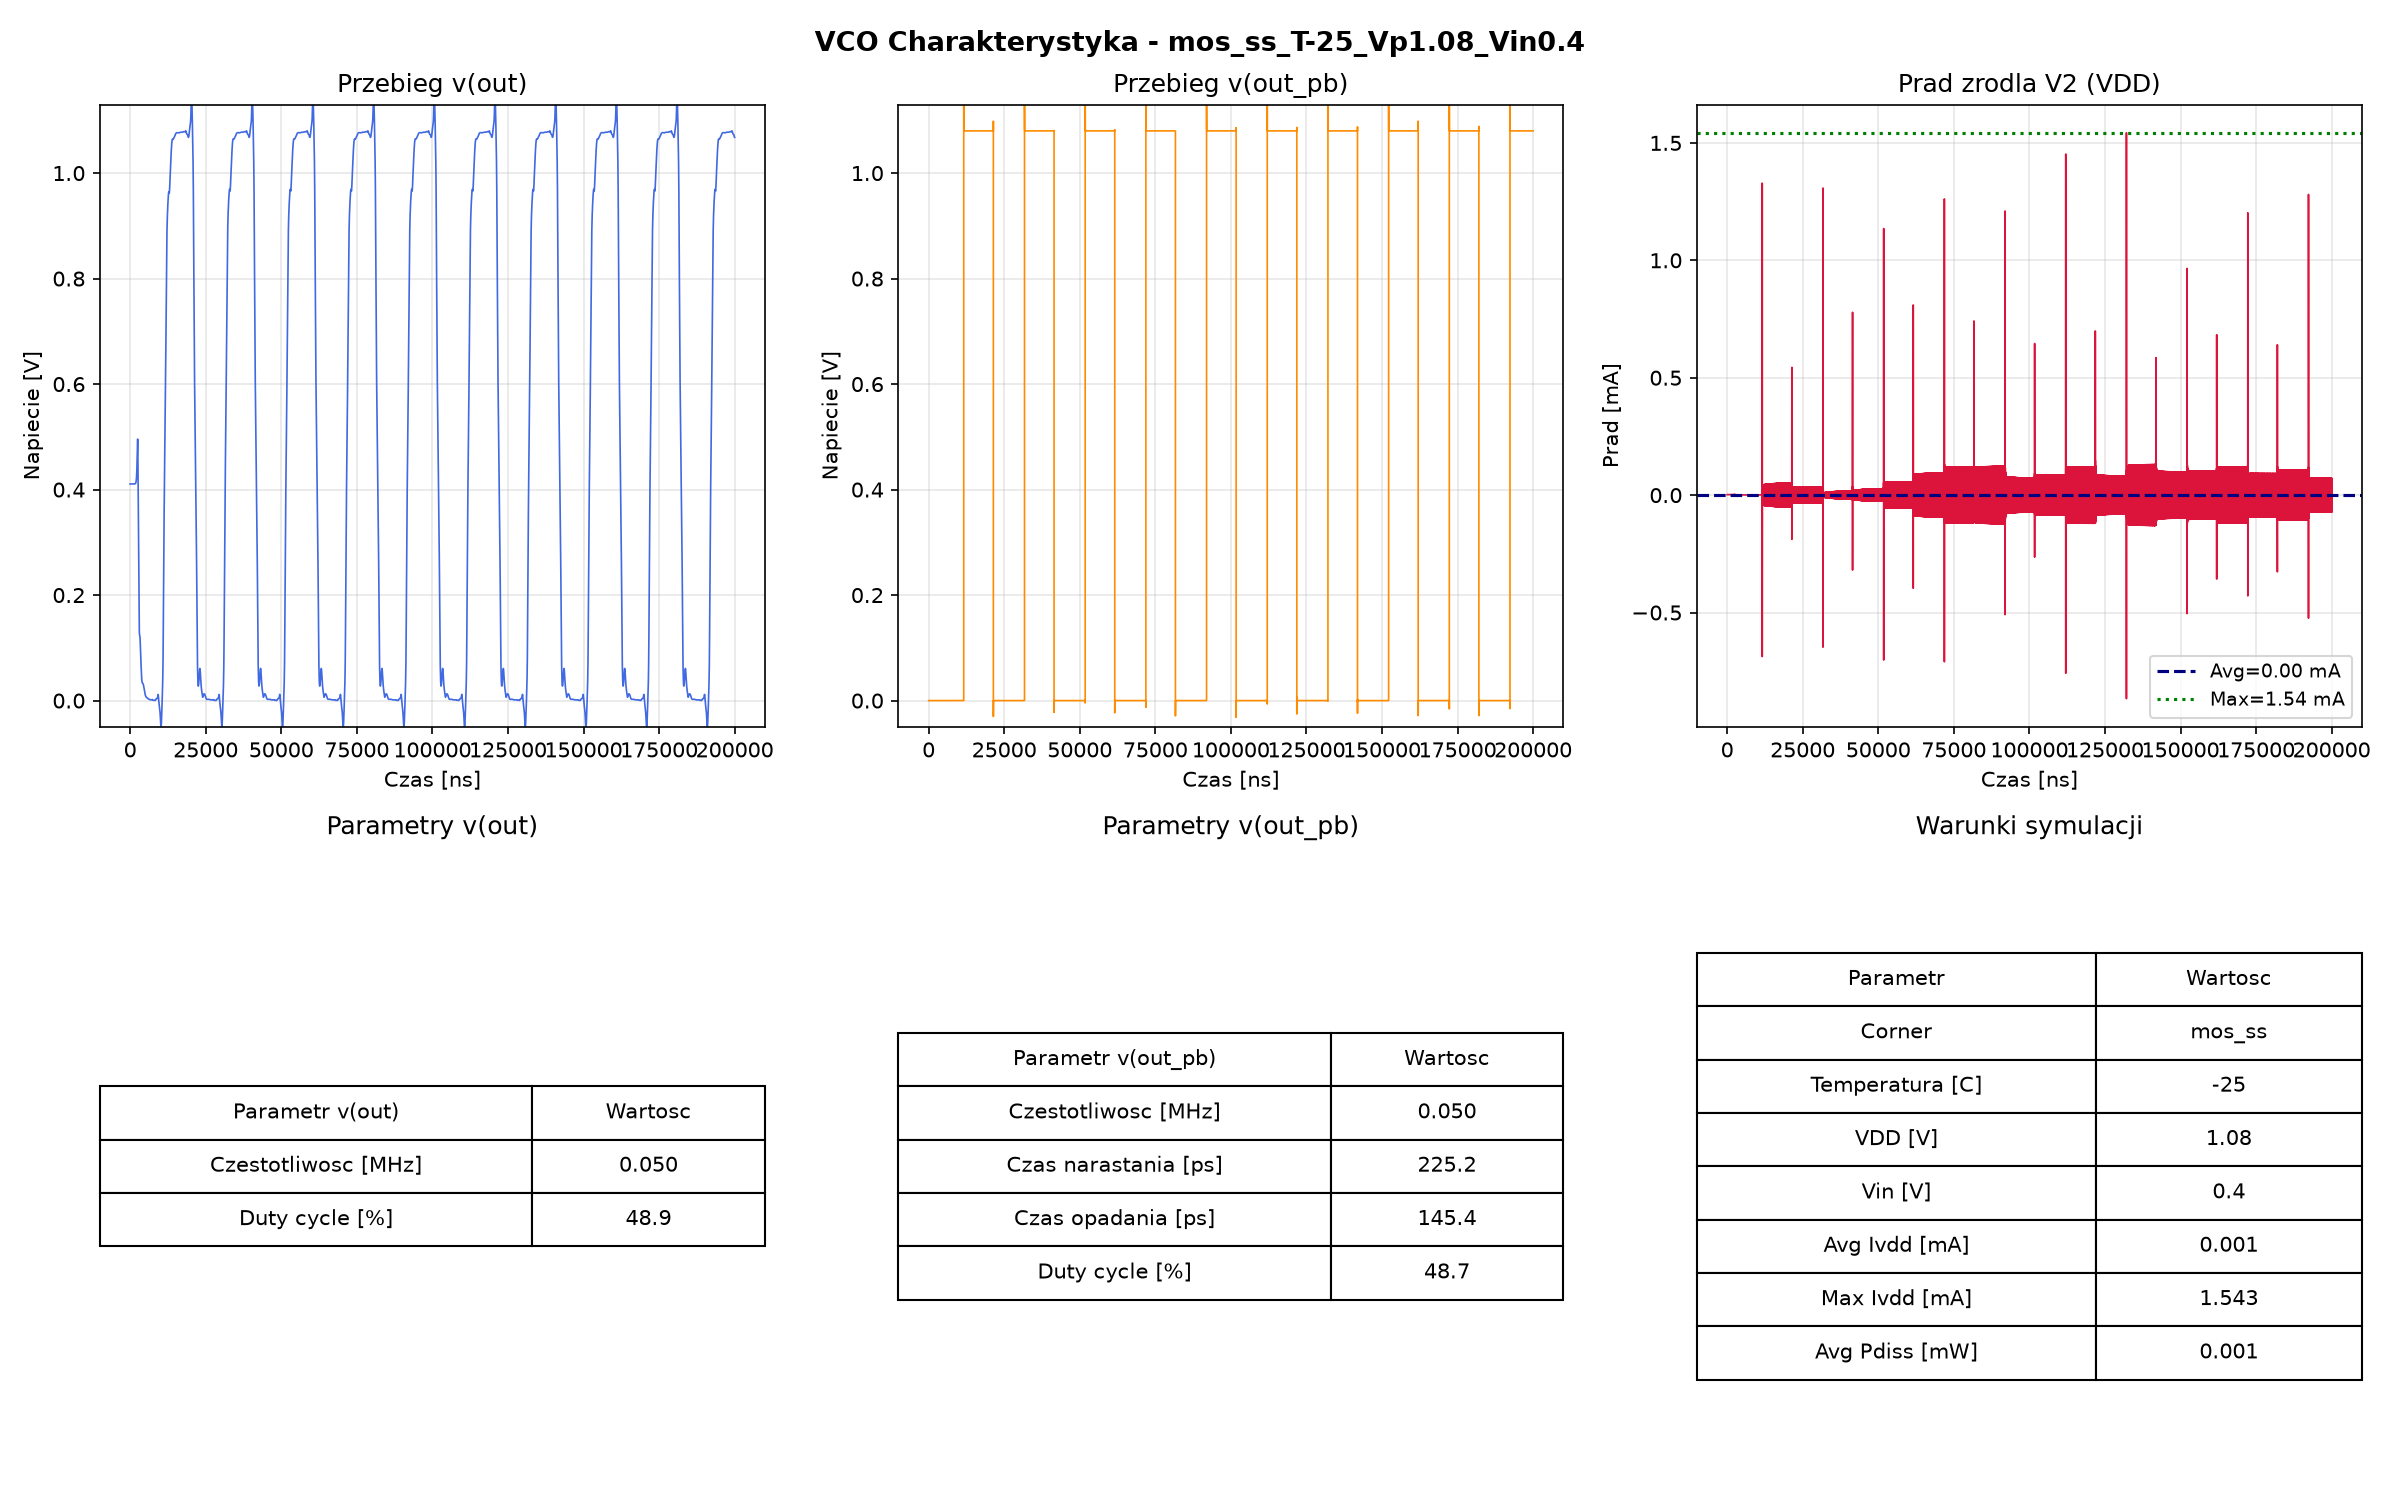 VCO Charakterystyka - mos_ss_T-25_Vp1.08_Vin0.4
Przebieg v(out)
Napiecie [V]
1.0
0.8
0.6
0.4
0.2
0.0
0 25000 50000 75000 100000 125000 150000 175000 200000
Czas [ns]
Przebieg v(out_pb)
Napiecie [V]
1.0
0.8
0.6
0.4
0.2
0.0
0 25000 50000 75000 100000 125000 150000 175000 200000
Czas [ns]
Prad zrodla V2 (VDD)
Prad [mA]
1.5
1.0
0.5
0.0
−0.5
Avg=0.00 mA
Max=1.54 mA
0 25000 50000 75000 100000 125000 150000 175000 200000
Czas [ns]
Parametry v(out)
Parametr v(out) Wartosc
Czestotliwosc [MHz] 0.050
Duty cycle [%] 48.9
Parametry v(out_pb)
Parametr v(out_pb) Wartosc
Czestotliwosc [MHz] 0.050
Czas narastania [ps] 225.2
Czas opadania [ps] 145.4
Duty cycle [%] 48.7
Warunki symulacji
Parametr Wartosc
Corner mos_ss
Temperatura [C] -25
VDD [V] 1.08
Vin [V] 0.4
Avg Ivdd [mA] 0.001
Max Ivdd [mA] 1.543
Avg Pdiss [mW] 0.001